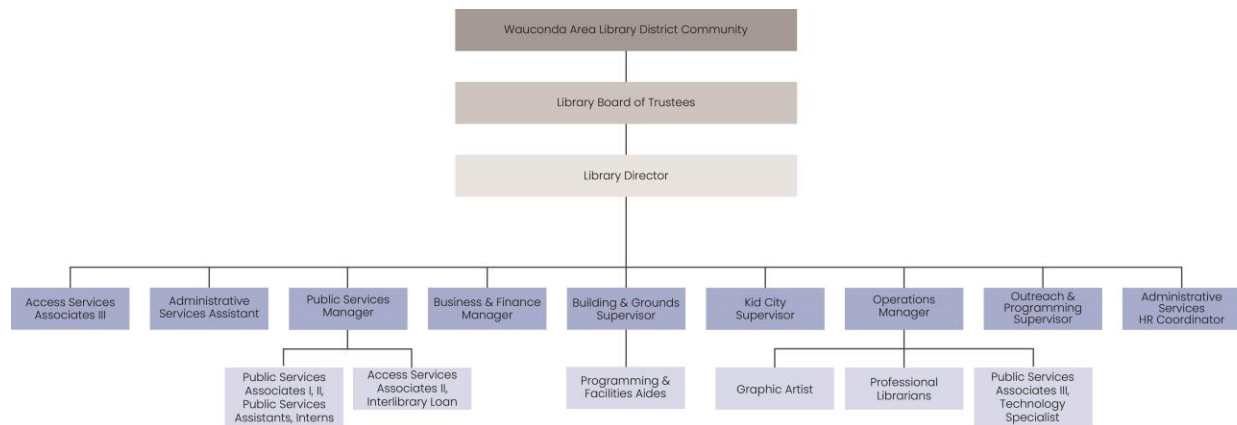 Wauconda Area Library District Community
Library Board of Trustees
Library Director
Access Services
Associates III
Administrative
Services Assistant
Public Services
Manager
Business & Finance
Manager
Building & Grounds
Supervisor
Kid City
Supervisor
Operations
Manager
Outreach &
Programming
Supervisor
Administrative
Services
HR Coordinator
Public Services
Associates I, II,
Public Services
Assistants, Interns
Access Services
Associates II,
Interlibrary Loan
Programming &
Facilities Aides
Graphic Artist
Professional
Librarians
Public Services
Associates III,
Technology
Specialist